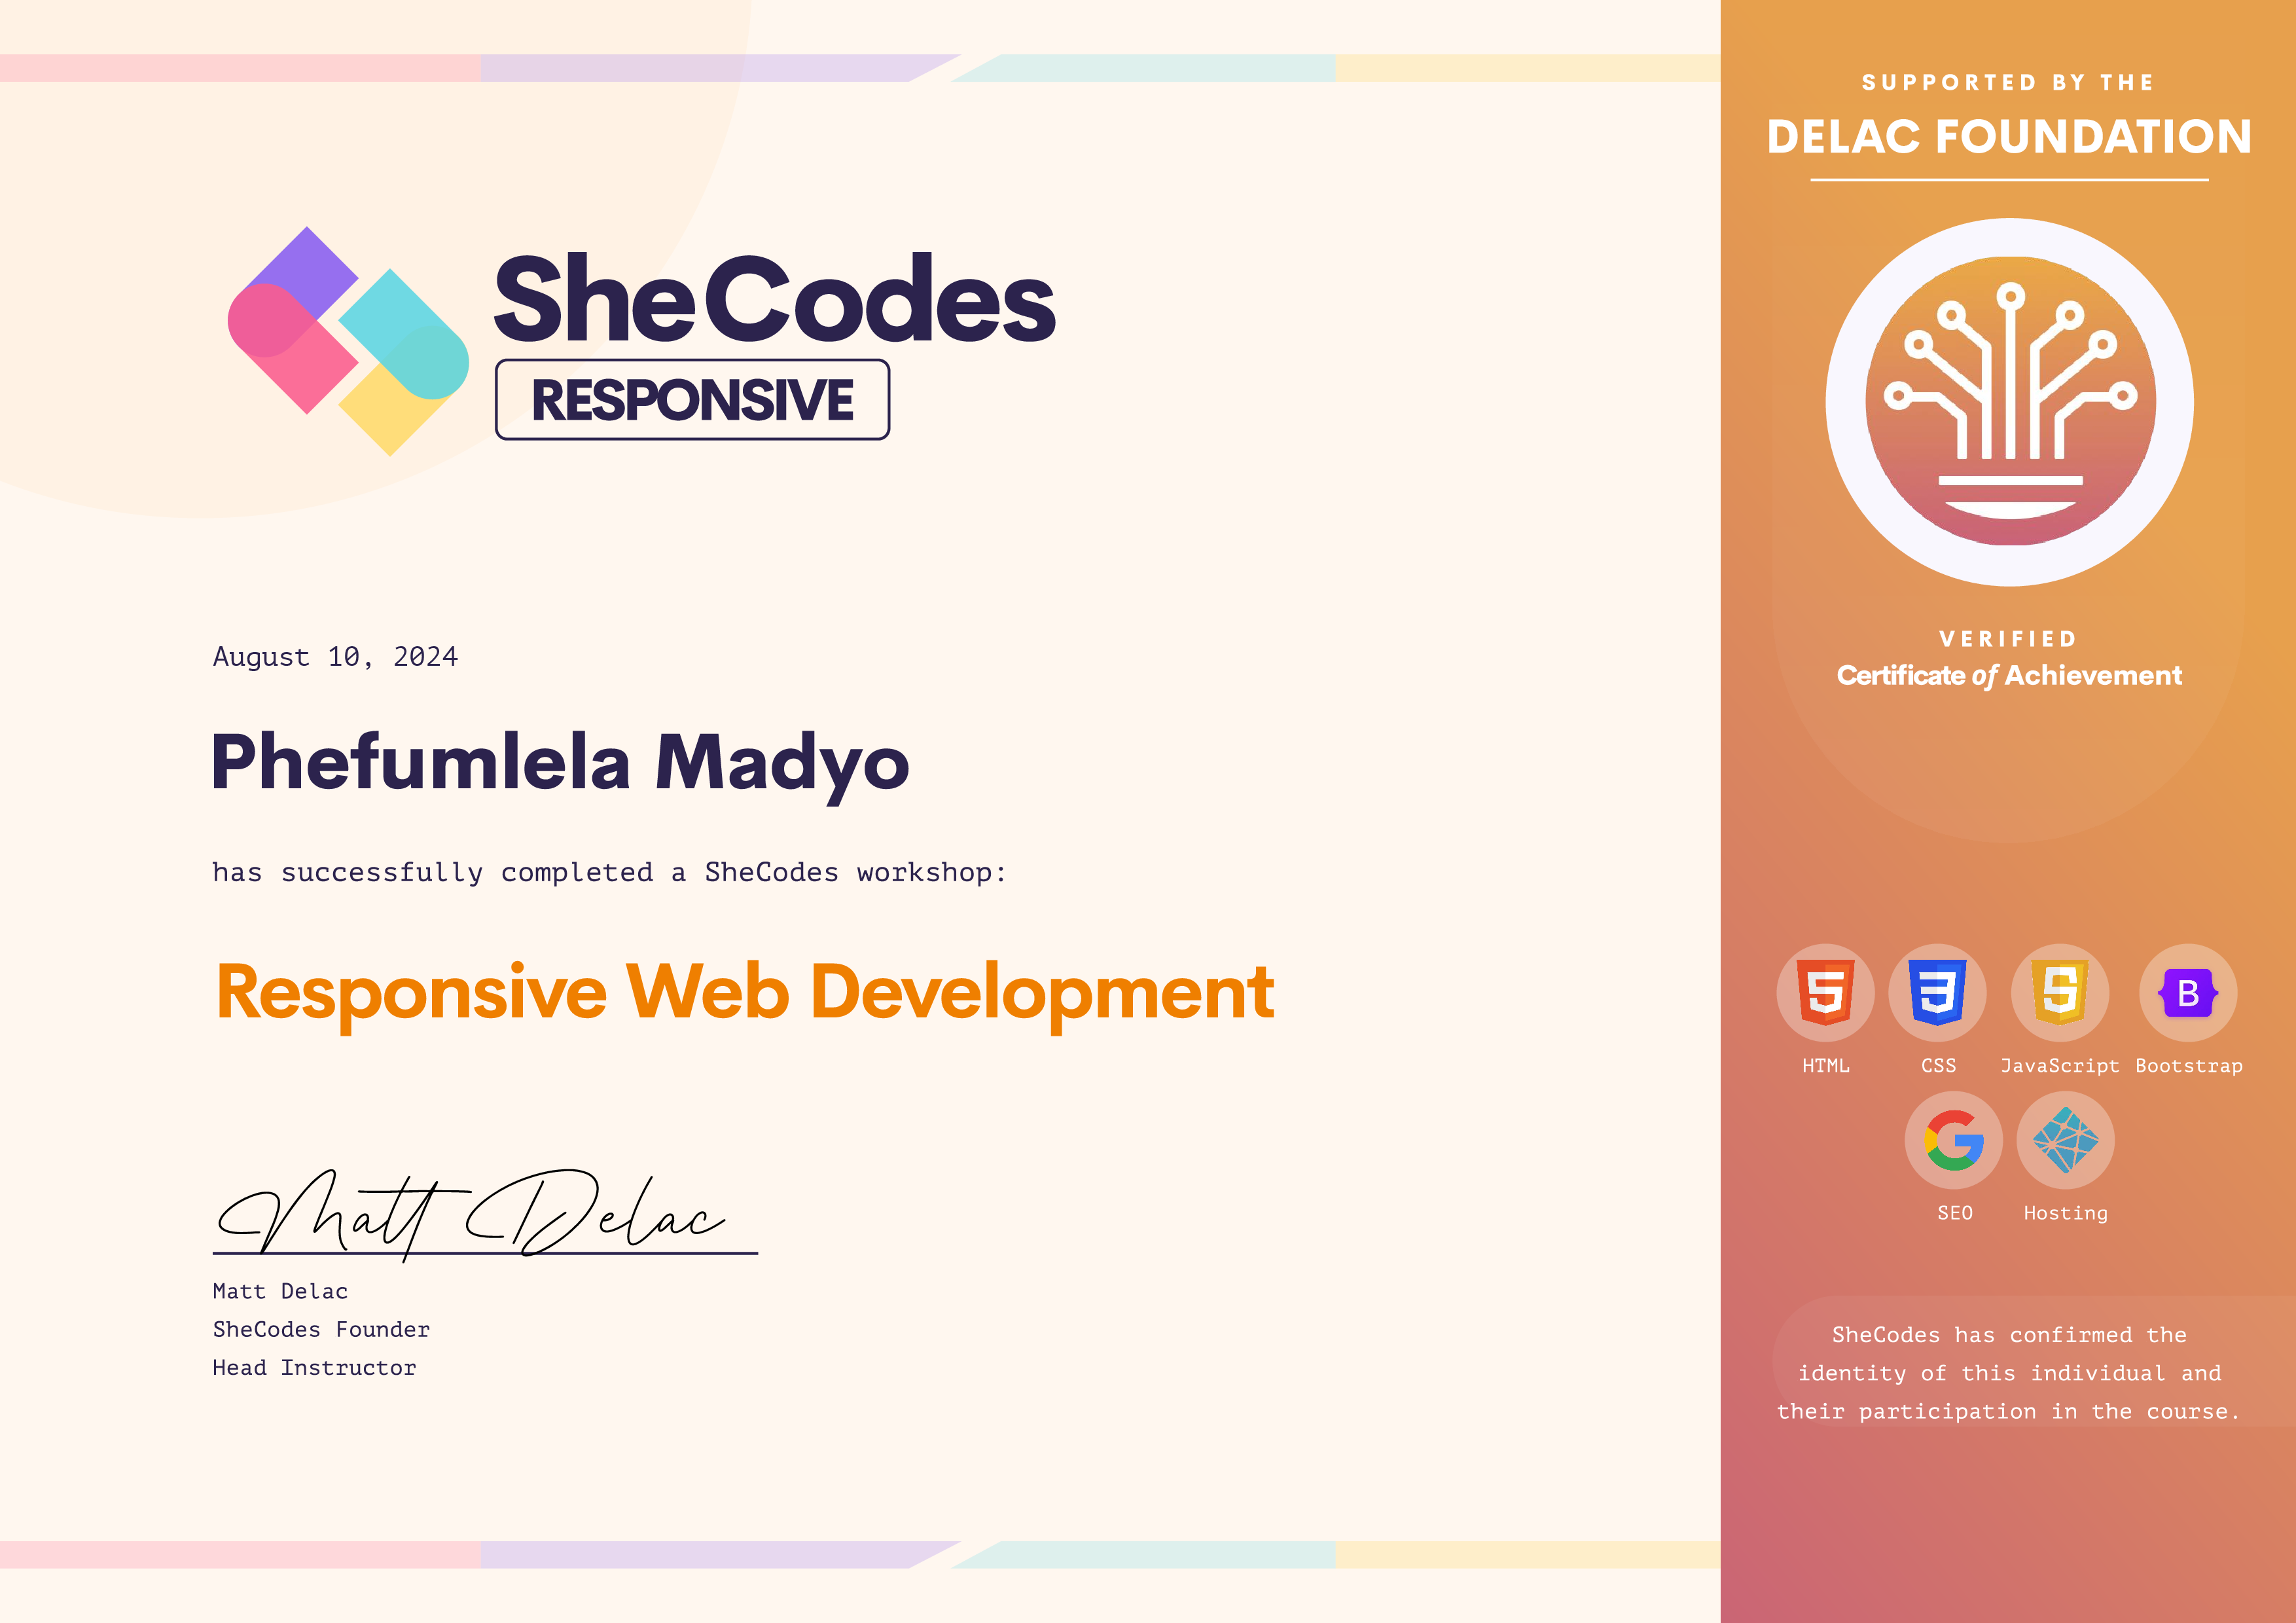 SheCodes
RESPONSIVE
August 10, 2024
Phefumlela Madyo
has successfully completed a SheCodes workshop:
Responsive Web Development
Matt Delac
Matt Delac
SheCodes Founder
Head Instructor
SUPPORTED BY THE
DELAC FOUNDATION
VERIFIED
Certificate of Achievement
HTML CSS JavaScript Bootstrap
SEO Hosting
SheCodes has confirmed the
identity of this individual and
their participation in the course.